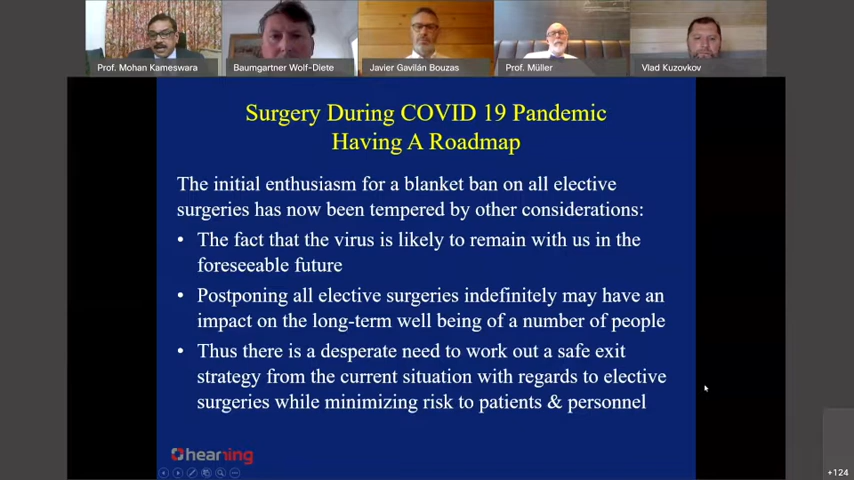 Prof. Mohan Kameswara
Baumgartner Wolf-Diete
Javier Gavilán Bouzas
Prof. Müller
Vlad Kuzovkov
Surgery During COVID 19 Pandemic
Having A Roadmap
The initial enthusiasm for a blanket ban on all elective
surgeries has now been tempered by other considerations:
• The fact that the virus is likely to remain with us in the
foreseeable future
• Postponing all elective surgeries indefinitely may have an
impact on the long-term well being of a number of people
• Thus there is a desperate need to work out a safe exit
strategy from the current situation with regards to elective
surgeries while minimizing risk to patients & personnel
hearring
+124